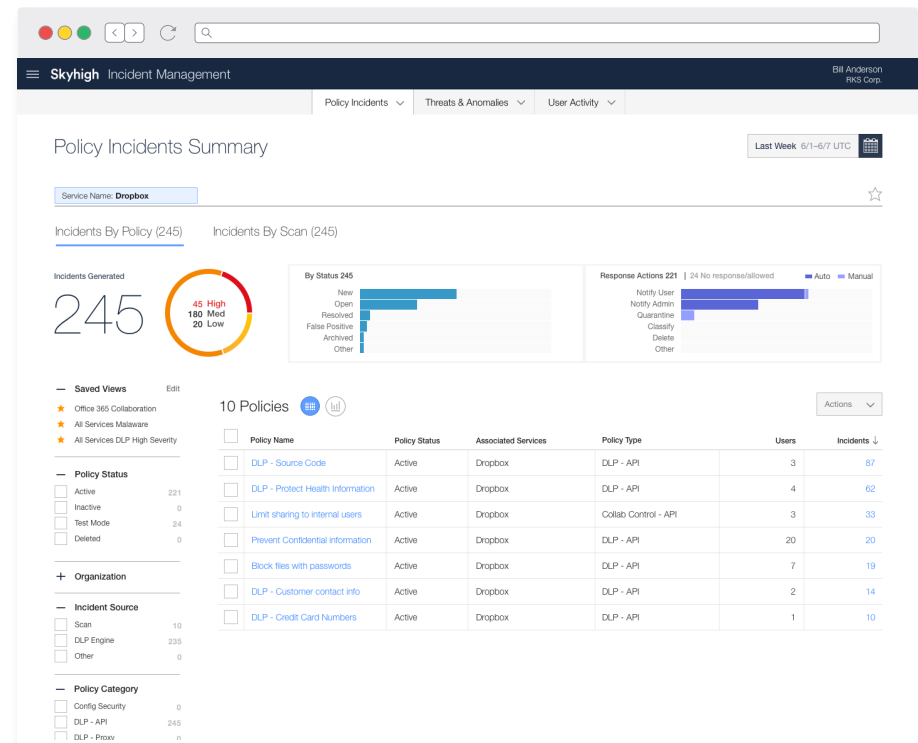 Skyhigh Incident Management
Bill Anderson
RKS Corp.
Policy Incidents Threats & Anomalies User Activity
Policy Incidents Summary
Last Week 6/1–6/7 UTC
Service Name: Dropbox
Incidents By Policy (245) Incidents By Scan (245)
Incidents Generated
245
45 High
180 Med
20 Low
By Status 245
New
Open
Resolved
False Positive
Archived
Other
Response Actions 221 | 24 No response/allowed Auto Manual
Notify User
Notify Admin
Quarantine
Classify
Delete
Other
Saved Views Edit
Office 365 Collaboration
All Services Malaware
All Services DLP High Severity
Policy Status
Active 221
Inactive 0
Test Mode 24
Deleted 0
Organization
Incident Source
Scan 10
DLP Engine 235
Other 0
Policy Category
Config Security 0
DLP - API 245
DLP - Proxy 0
10 Policies Actions
Policy Name Policy Status Associated Services Policy Type Users Incidents ↓
DLP - Source Code Active Dropbox DLP - API 3 87
DLP - Protect Health Information Active Dropbox DLP - API 4 62
Limit sharing to internal users Active Dropbox Collab Control - API 3 33
Prevent Confidential information Active Dropbox DLP - API 20 20
Block files with passwords Active Dropbox DLP - API 7 19
DLP - Customer contact info Active Dropbox DLP - API 2 14
DLP - Credit Card Numbers Active Dropbox DLP - API 1 10